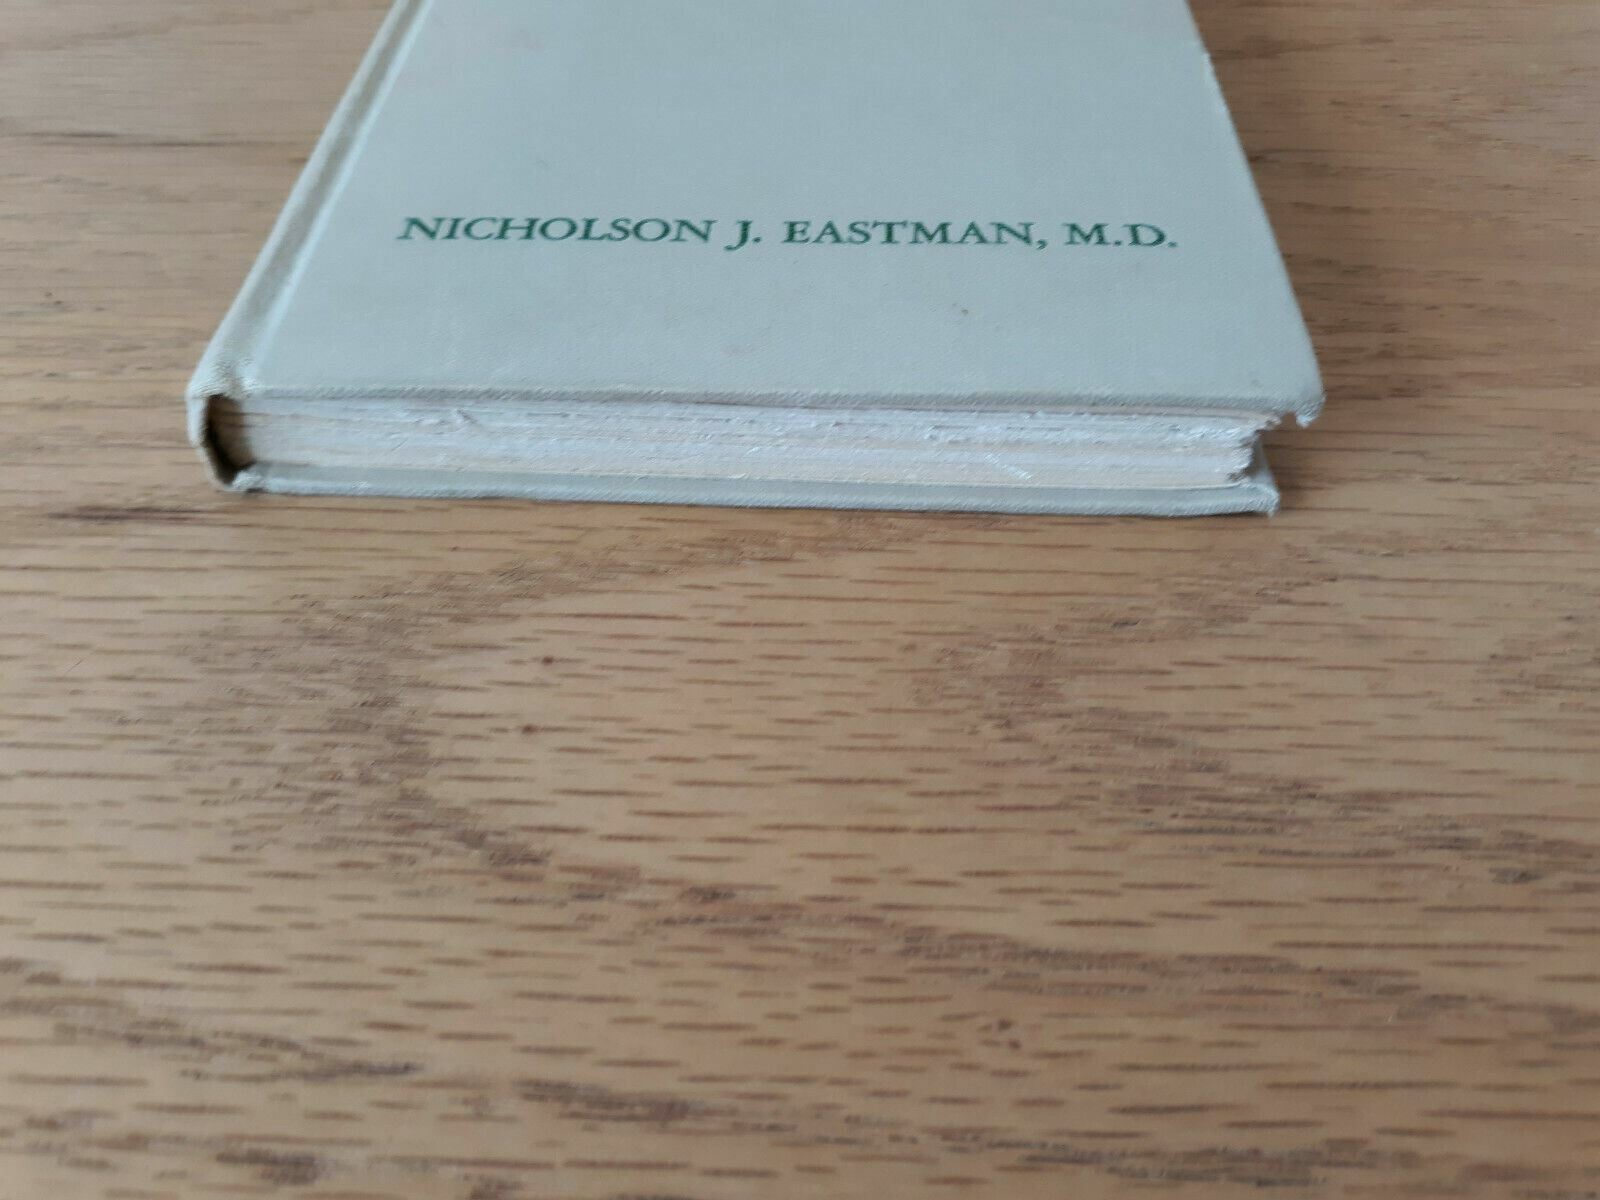 NICHOLSON J. EASTMAN, M.D.